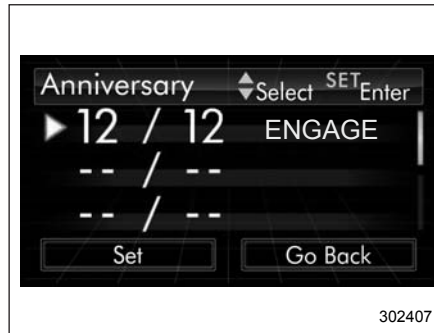 Anniversary Select SET Enter
12 / 12 ENGAGE
-- / --
-- / --
Set Go Back
302407